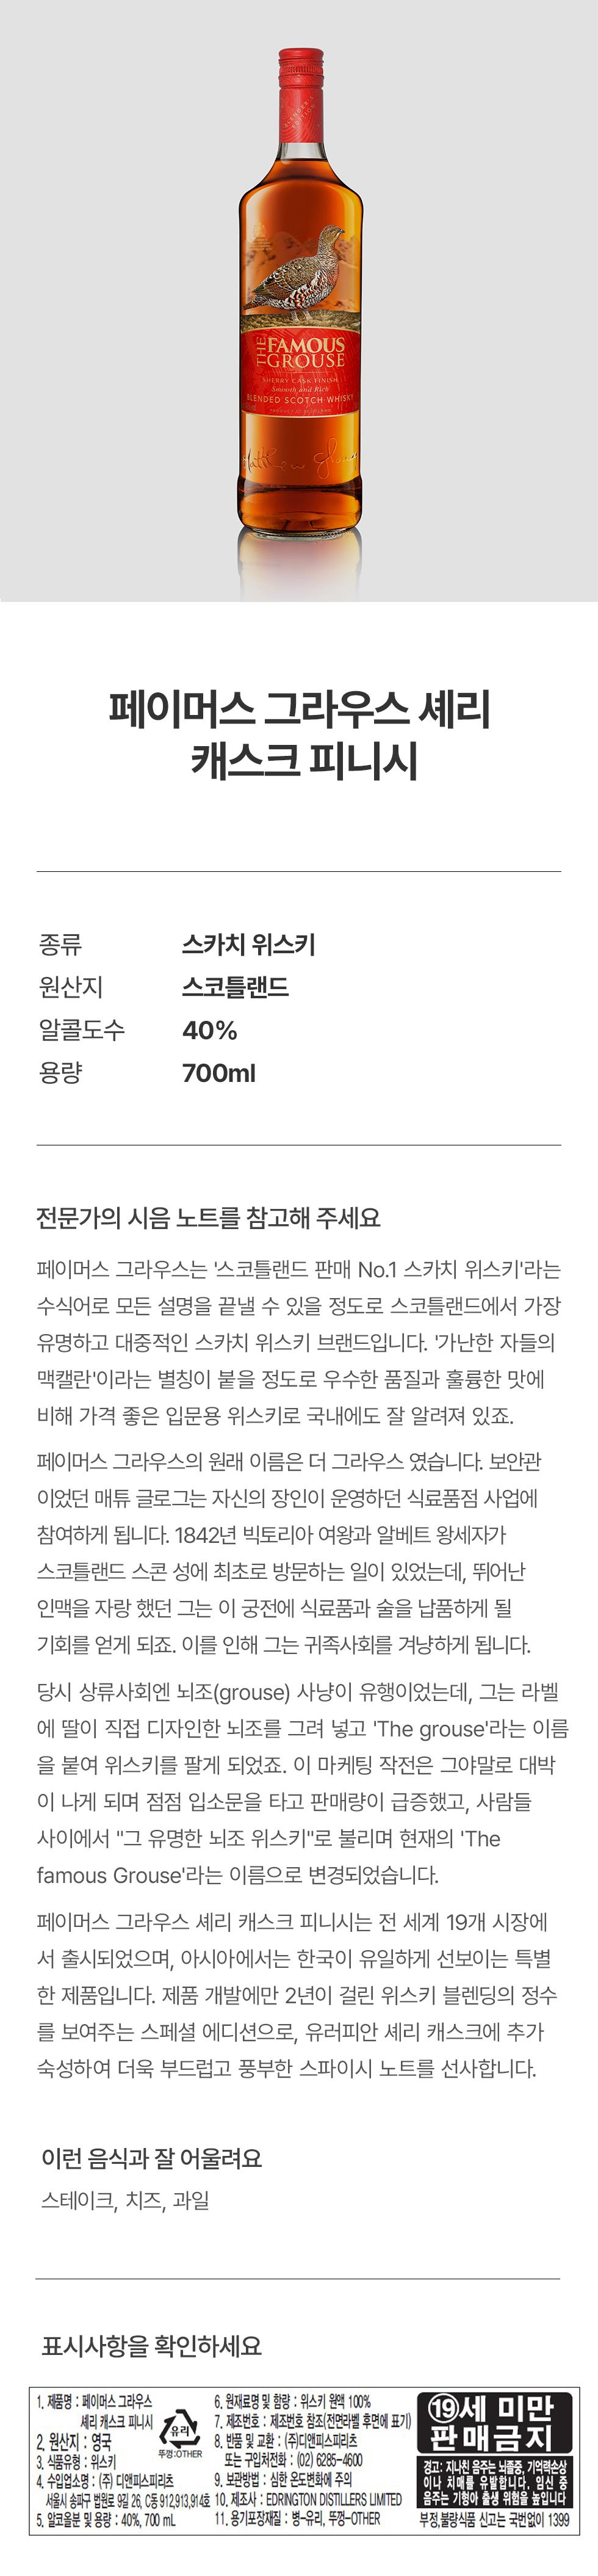 BLENDER'S
EDITION
THE
FAMOUS
GROUSE
SHERRY CASK FINISH
Smooth and Rich
BLENDED SCOTCH WHISKY
페이머스 그라우스 셰리
캐스크 피니시
종류 스카치 위스키
원산지 스코틀랜드
알콜도수 40%
용량 700ml
전문가의 시음 노트를 참고해 주세요
페이머스 그라우스는 '스코틀랜드 판매 No.1 스카치 위스키'라는
수식어로 모든 설명을 끝낼 수 있을 정도로 스코틀랜드에서 가장
유명하고 대중적인 스카치 위스키 브랜드입니다. '가난한 자들의
맥캘란'이라는 별칭이 붙을 정도로 우수한 품질과 훌륭한 맛에
비해 가격 좋은 입문용 위스키로 국내에도 잘 알려져 있죠.
페이머스 그라우스의 원래 이름은 더 그라우스 였습니다. 보안관
이었던 매튜 글로그는 자신의 장인이 운영하던 식료품점 사업에
참여하게 됩니다. 1842년 빅토리아 여왕과 알베트 왕세자가
스코틀랜드 스콘 성에 최초로 방문하는 일이 있었는데, 뛰어난
인맥을 자랑 했던 그는 이 궁전에 식료품과 술을 납품하게 될
기회를 얻게 되죠. 이를 인해 그는 귀족사회를 겨냥하게 됩니다.
당시 상류사회엔 뇌조(grouse) 사냥이 유행이었는데, 그는 라벨
에 딸이 직접 디자인한 뇌조를 그려 넣고 'The grouse'라는 이름
을 붙여 위스키를 팔게 되었죠. 이 마케팅 작전은 그야말로 대박
이 나게 되며 점점 입소문을 타고 판매량이 급증했고, 사람들
사이에서 "그 유명한 뇌조 위스키"로 불리며 현재의 'The
famous Grouse'라는 이름으로 변경되었습니다.
페이머스 그라우스 셰리 캐스크 피니시는 전 세계 19개 시장에
서 출시되었으며, 아시아에서는 한국이 유일하게 선보이는 특별
한 제품입니다. 제품 개발에만 2년이 걸린 위스키 블렌딩의 정수
를 보여주는 스페셜 에디션으로, 유러피안 셰리 캐스크에 추가
숙성하여 더욱 부드럽고 풍부한 스파이시 노트를 선사합니다.
이런 음식과 잘 어울려요
스테이크, 치즈, 과일
표시사항을 확인하세요
1. 제품명 : 페이머스 그라우스
셰리 캐스크 피니시
2. 원산지 : 영국
3. 식품유형 : 위스키
4. 수입업소명 : (주) 디앤피스피리츠
서울시 송파구 법원로 9길 26, C동 912,913,914호
5. 알코올분 및 용량 : 40%, 700 mL
유리
뚜껑:OTHER
6. 원재료명 및 함량 : 위스키 원액 100%
7. 제조번호 : 제조번호 참조(전면라벨 후면에 표기)
8. 반품 및 교환 : (주)디앤피스피리츠
또는 구입처전화 : (02) 6285-4600
9. 보관방법 : 심한 온도변화에 주의
10. 제조사 : EDRINGTON DISTILLERS LIMITED
11. 용기포장재질 : 병-유리, 뚜껑-OTHER
⑲세 미만
판매금지
경고: 지나친 음주는 뇌졸중, 기억력손상
이나 치매를 유발합니다. 임신 중
음주는 기형아 출생 위험을 높입니다
부정,불량식품 신고는 국번없이 1399